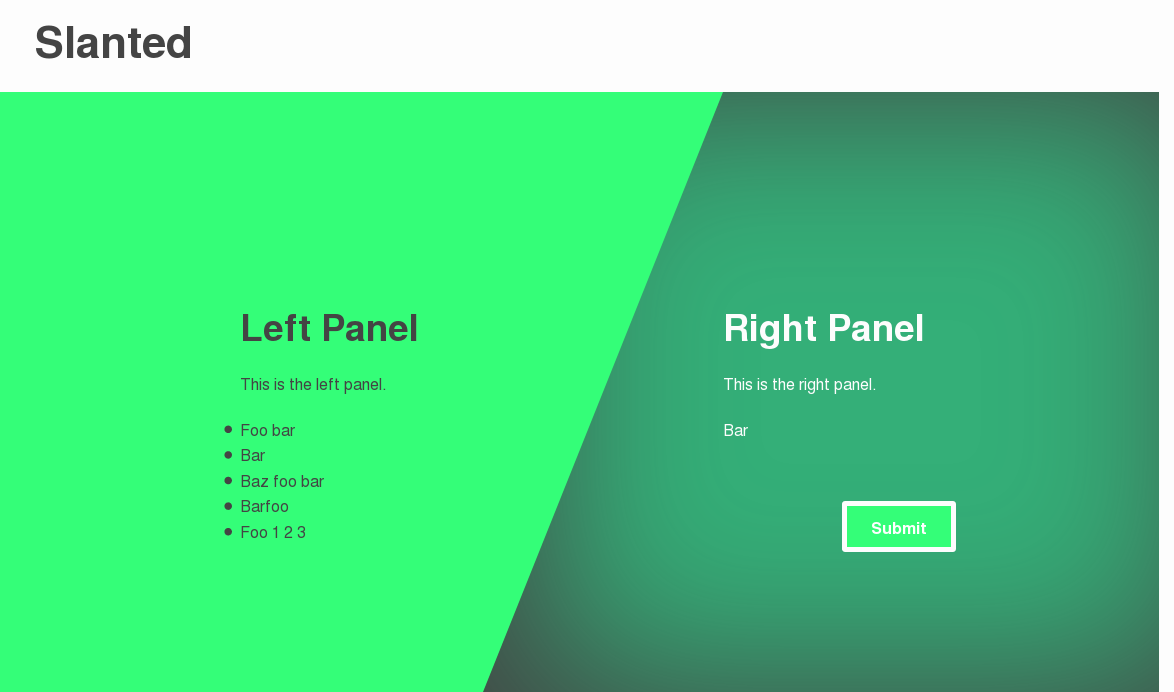 Slanted
Left Panel
This is the left panel.
Foo bar
Bar
Baz foo bar
Barfoo
Foo 1 2 3
Right Panel
This is the right panel.
Bar
Submit